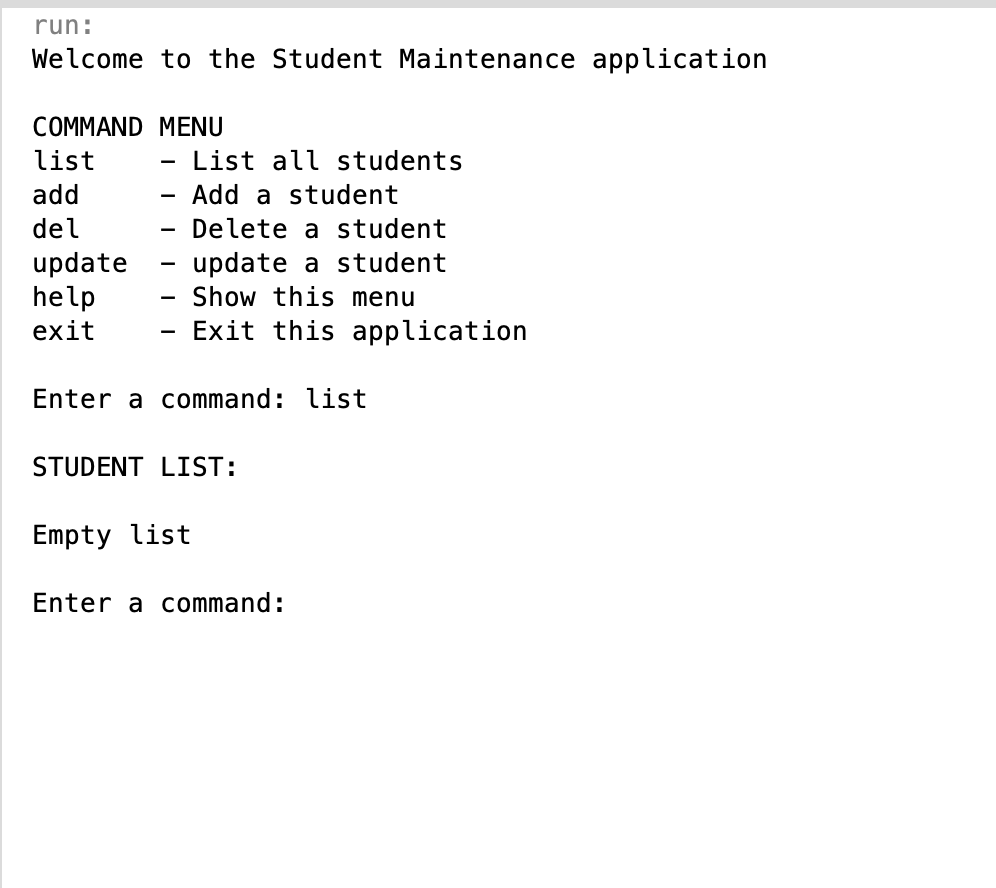 run:
Welcome to the Student Maintenance application
COMMAND MENU
list    - List all students
add     - Add a student
del     - Delete a student
update  - update a student
help    - Show this menu
exit    - Exit this application
Enter a command: list
STUDENT LIST:
Empty list
Enter a command: